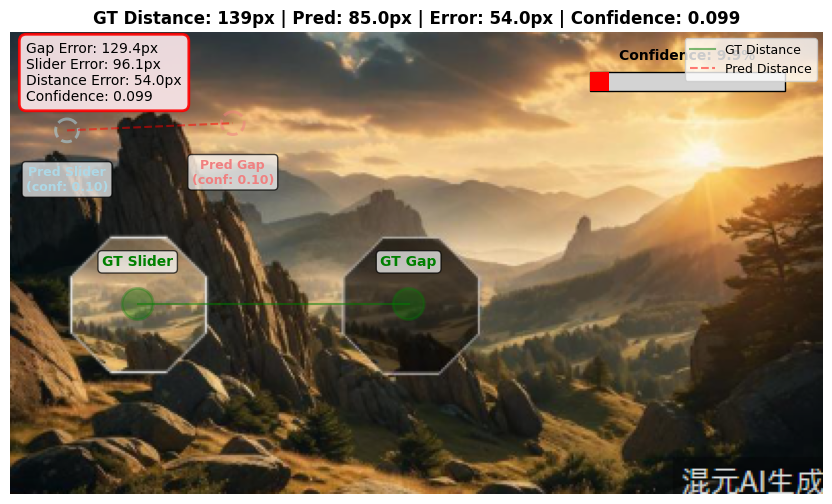 GT Distance: 139px | Pred: 85.0px | Error: 54.0px | Confidence: 0.099
Gap Error: 129.4px
Slider Error: 96.1px
Distance Error: 54.0px
Confidence: 0.099
Confidence: 9.9%
GT Distance
Pred Distance
Pred Slider
(conf: 0.10)
Pred Gap
(conf: 0.10)
GT Slider
GT Gap
混元AI生成